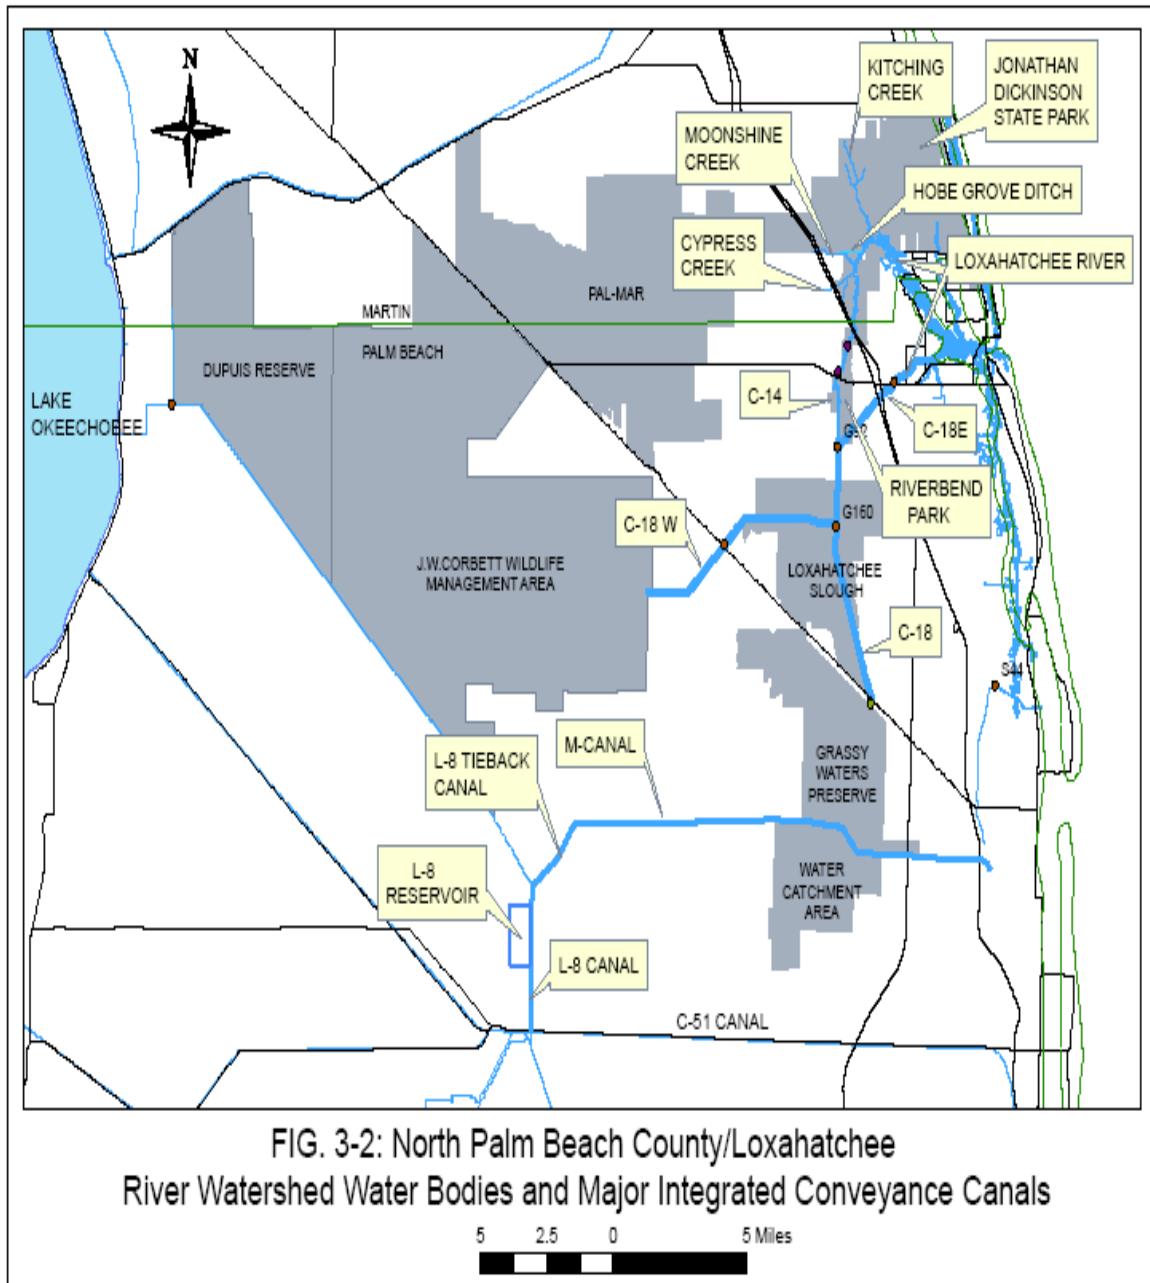 N
KITCHING
CREEK
JONATHAN
DICKINSON
STATE PARK
MOONSHINE
CREEK
HOBE GROVE DITCH
CYPRESS
CREEK
LOXAHATCHEE RIVER
PAL-MAR
MARTIN
PALM BEACH
DUPUIS RESERVE
LAKE
OKEECHOBEE
C-14
C-18E
G92
RIVERBEND
PARK
C-18 W
G160
J.W.CORBETT WILDLIFE
MANAGEMENT AREA
LOXAHATCHEE
SLOUGH
C-18
S44
M-CANAL
L-8 TIEBACK
CANAL
GRASSY
WATERS
PRESERVE
L-8
RESERVOIR
WATER
CATCHMENT
AREA
L-8 CANAL
C-51 CANAL
FIG. 3-2: North Palm Beach County/Loxahatchee
River Watershed Water Bodies and Major Integrated Conveyance Canals
5 2.5 0 5 Miles